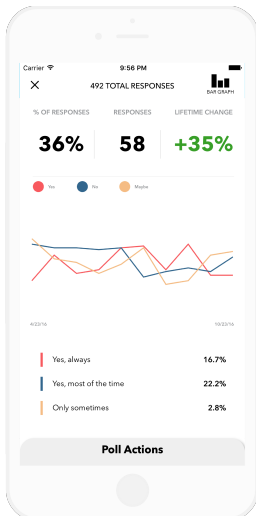 Carrier 9:56 PM
492 TOTAL RESPONSES
BAR GRAPH
% OF RESPONSES RESPONSES LIFETIME CHANGE
36% 58 +35%
Yes No Maybe
4/23/16 10/23/16
Yes, always 16.7%
Yes, most of the time 22.2%
Only sometimes 2.8%
Poll Actions